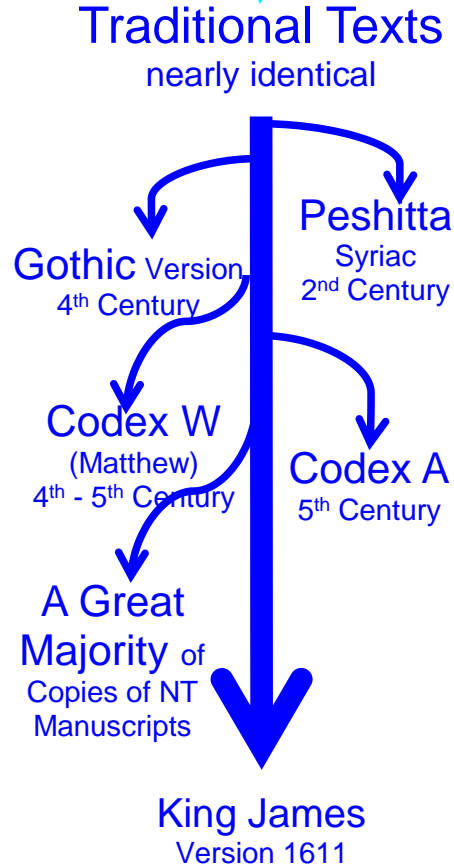 Traditional Texts
nearly identical
Peshitta
Syriac
2nd Century
Gothic Version
4th Century
Codex W
(Matthew)
4th - 5th Century
Codex A
5th Century
A Great
Majority of
Copies of NT
Manuscripts
King James
Version 1611